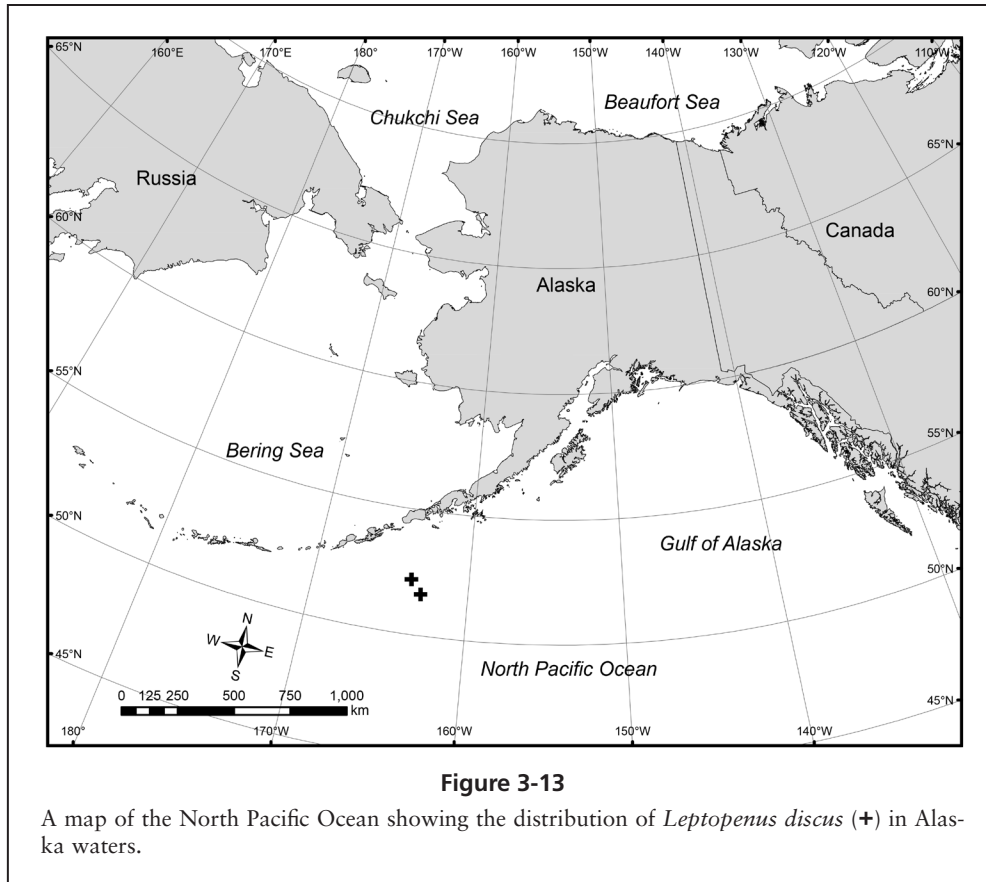 160°E 170°E 180° 170°W 160°W 150°W 140°W 130°W 120°W 110°W
65°N
Beaufort Sea
Chukchi Sea
65°N
Russia
60°N
Canada
Alaska
60°N
55°N
55°N
Bering Sea
50°N
Gulf of Alaska
50°N
N
W E
S
45°N
North Pacific Ocean
0 125 250 500 750 1,000
km
45°N
180° 170°W 160°W 150°W 140°W
Figure 3-13
A map of the North Pacific Ocean showing the distribution of Leptopenus discus (+) in Alas-
ka waters.